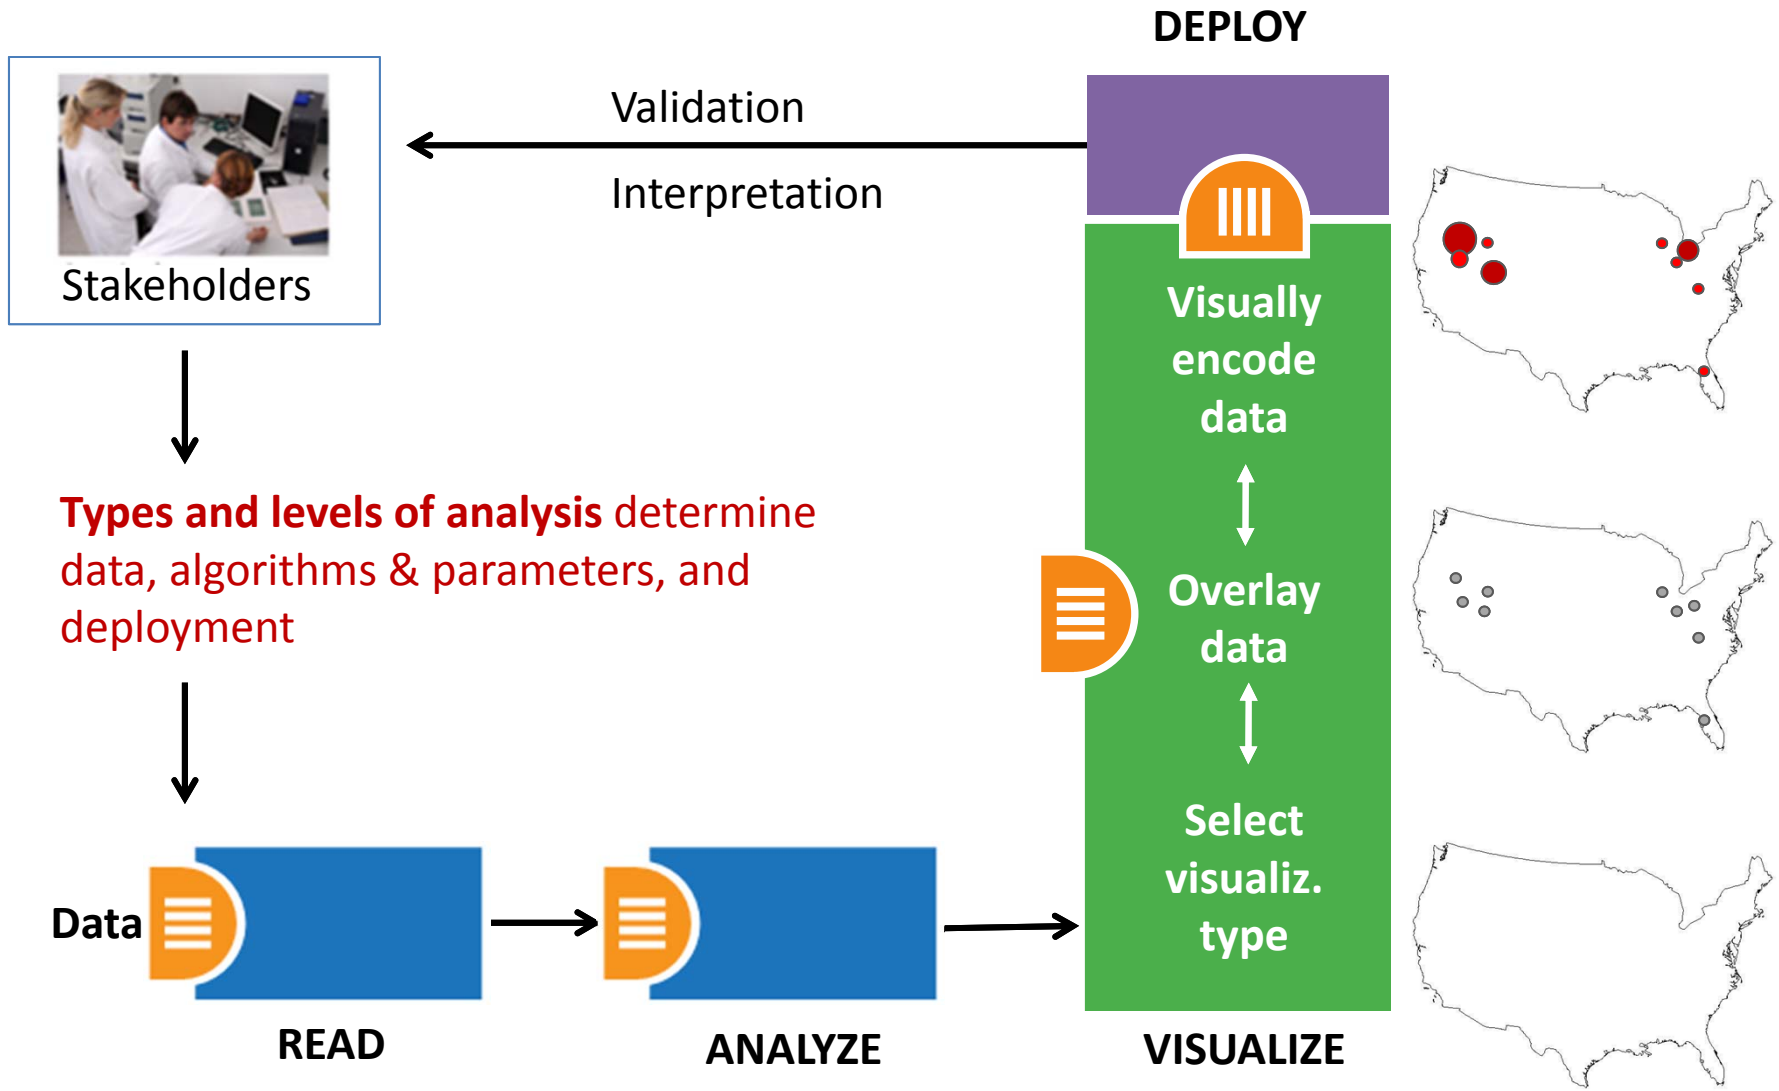 DEPLOY
Validation
Interpretation
Stakeholders
Visually
encode
data
Types and levels of analysis determine
data, algorithms & parameters, and
deployment
Overlay
data
Select
visualiz.
type
Data
READ
ANALYZE
VISUALIZE